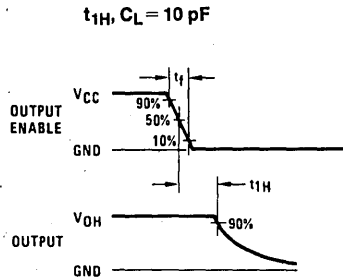 t1H, CL = 10 pF
tf
VCC
90%
OUTPUT
ENABLE
50%
10%
GND
t1H
VOH
90%
OUTPUT
GND